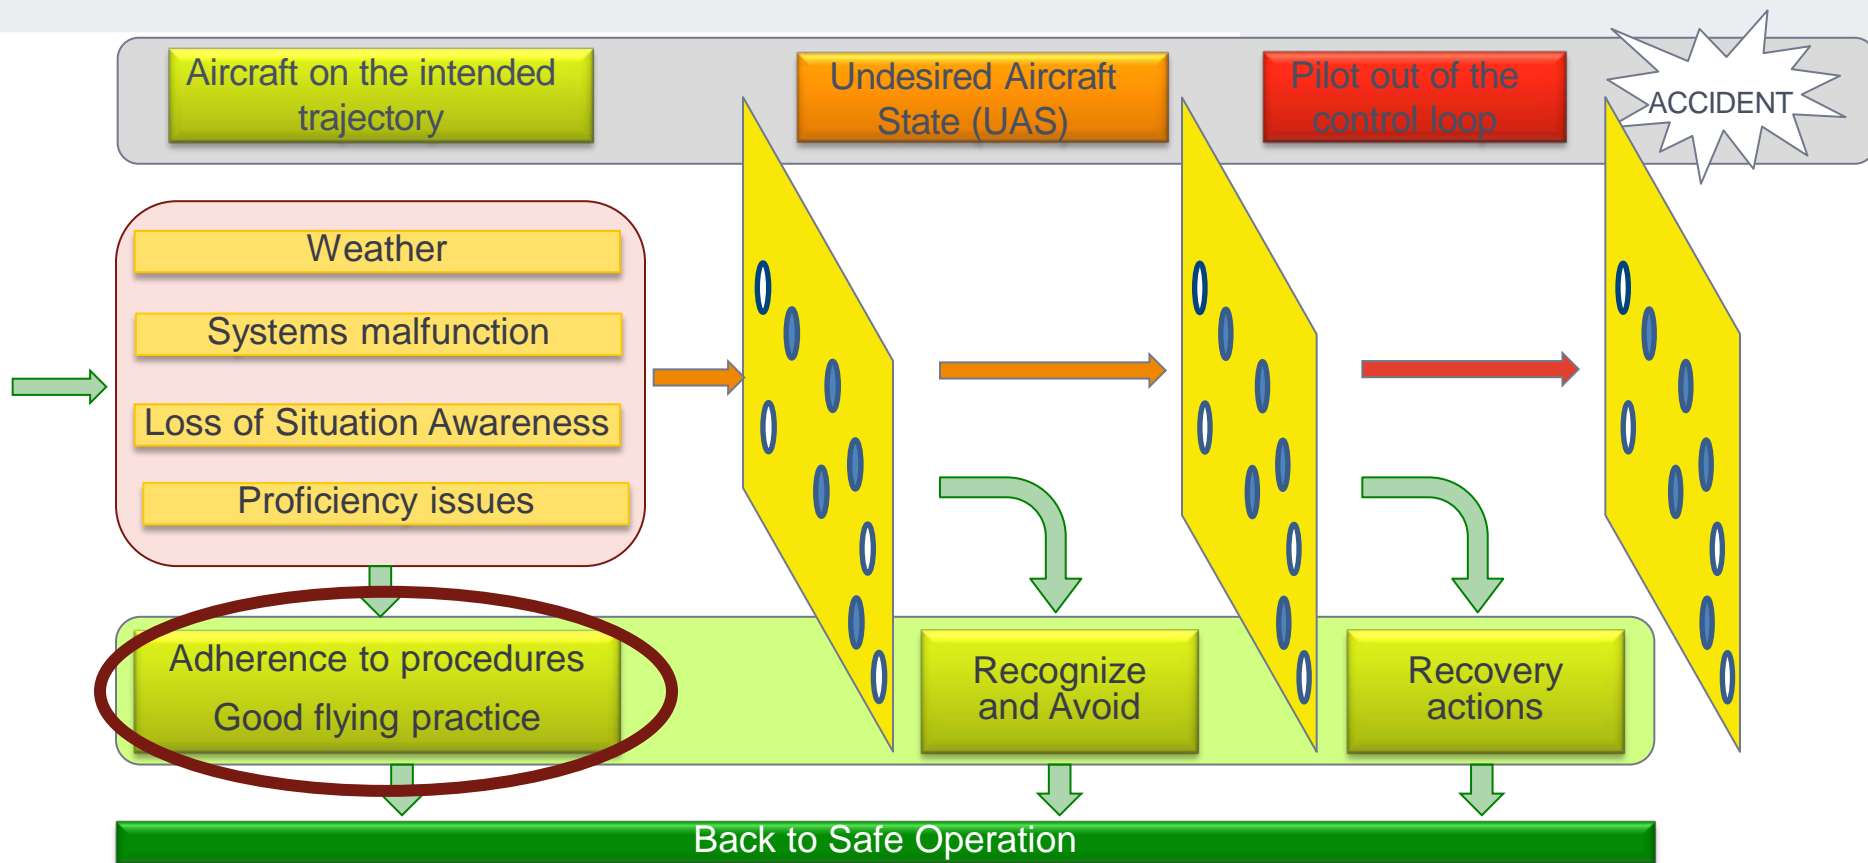 Aircraft on the intended
trajectory
Undesired Aircraft
State (UAS)
Pilot out of the
control loop
ACCIDENT
Weather
Systems malfunction
Loss of Situation Awareness
Proficiency issues
Adherence to procedures
Good flying practice
Recognize
and Avoid
Recovery
actions
Back to Safe Operation